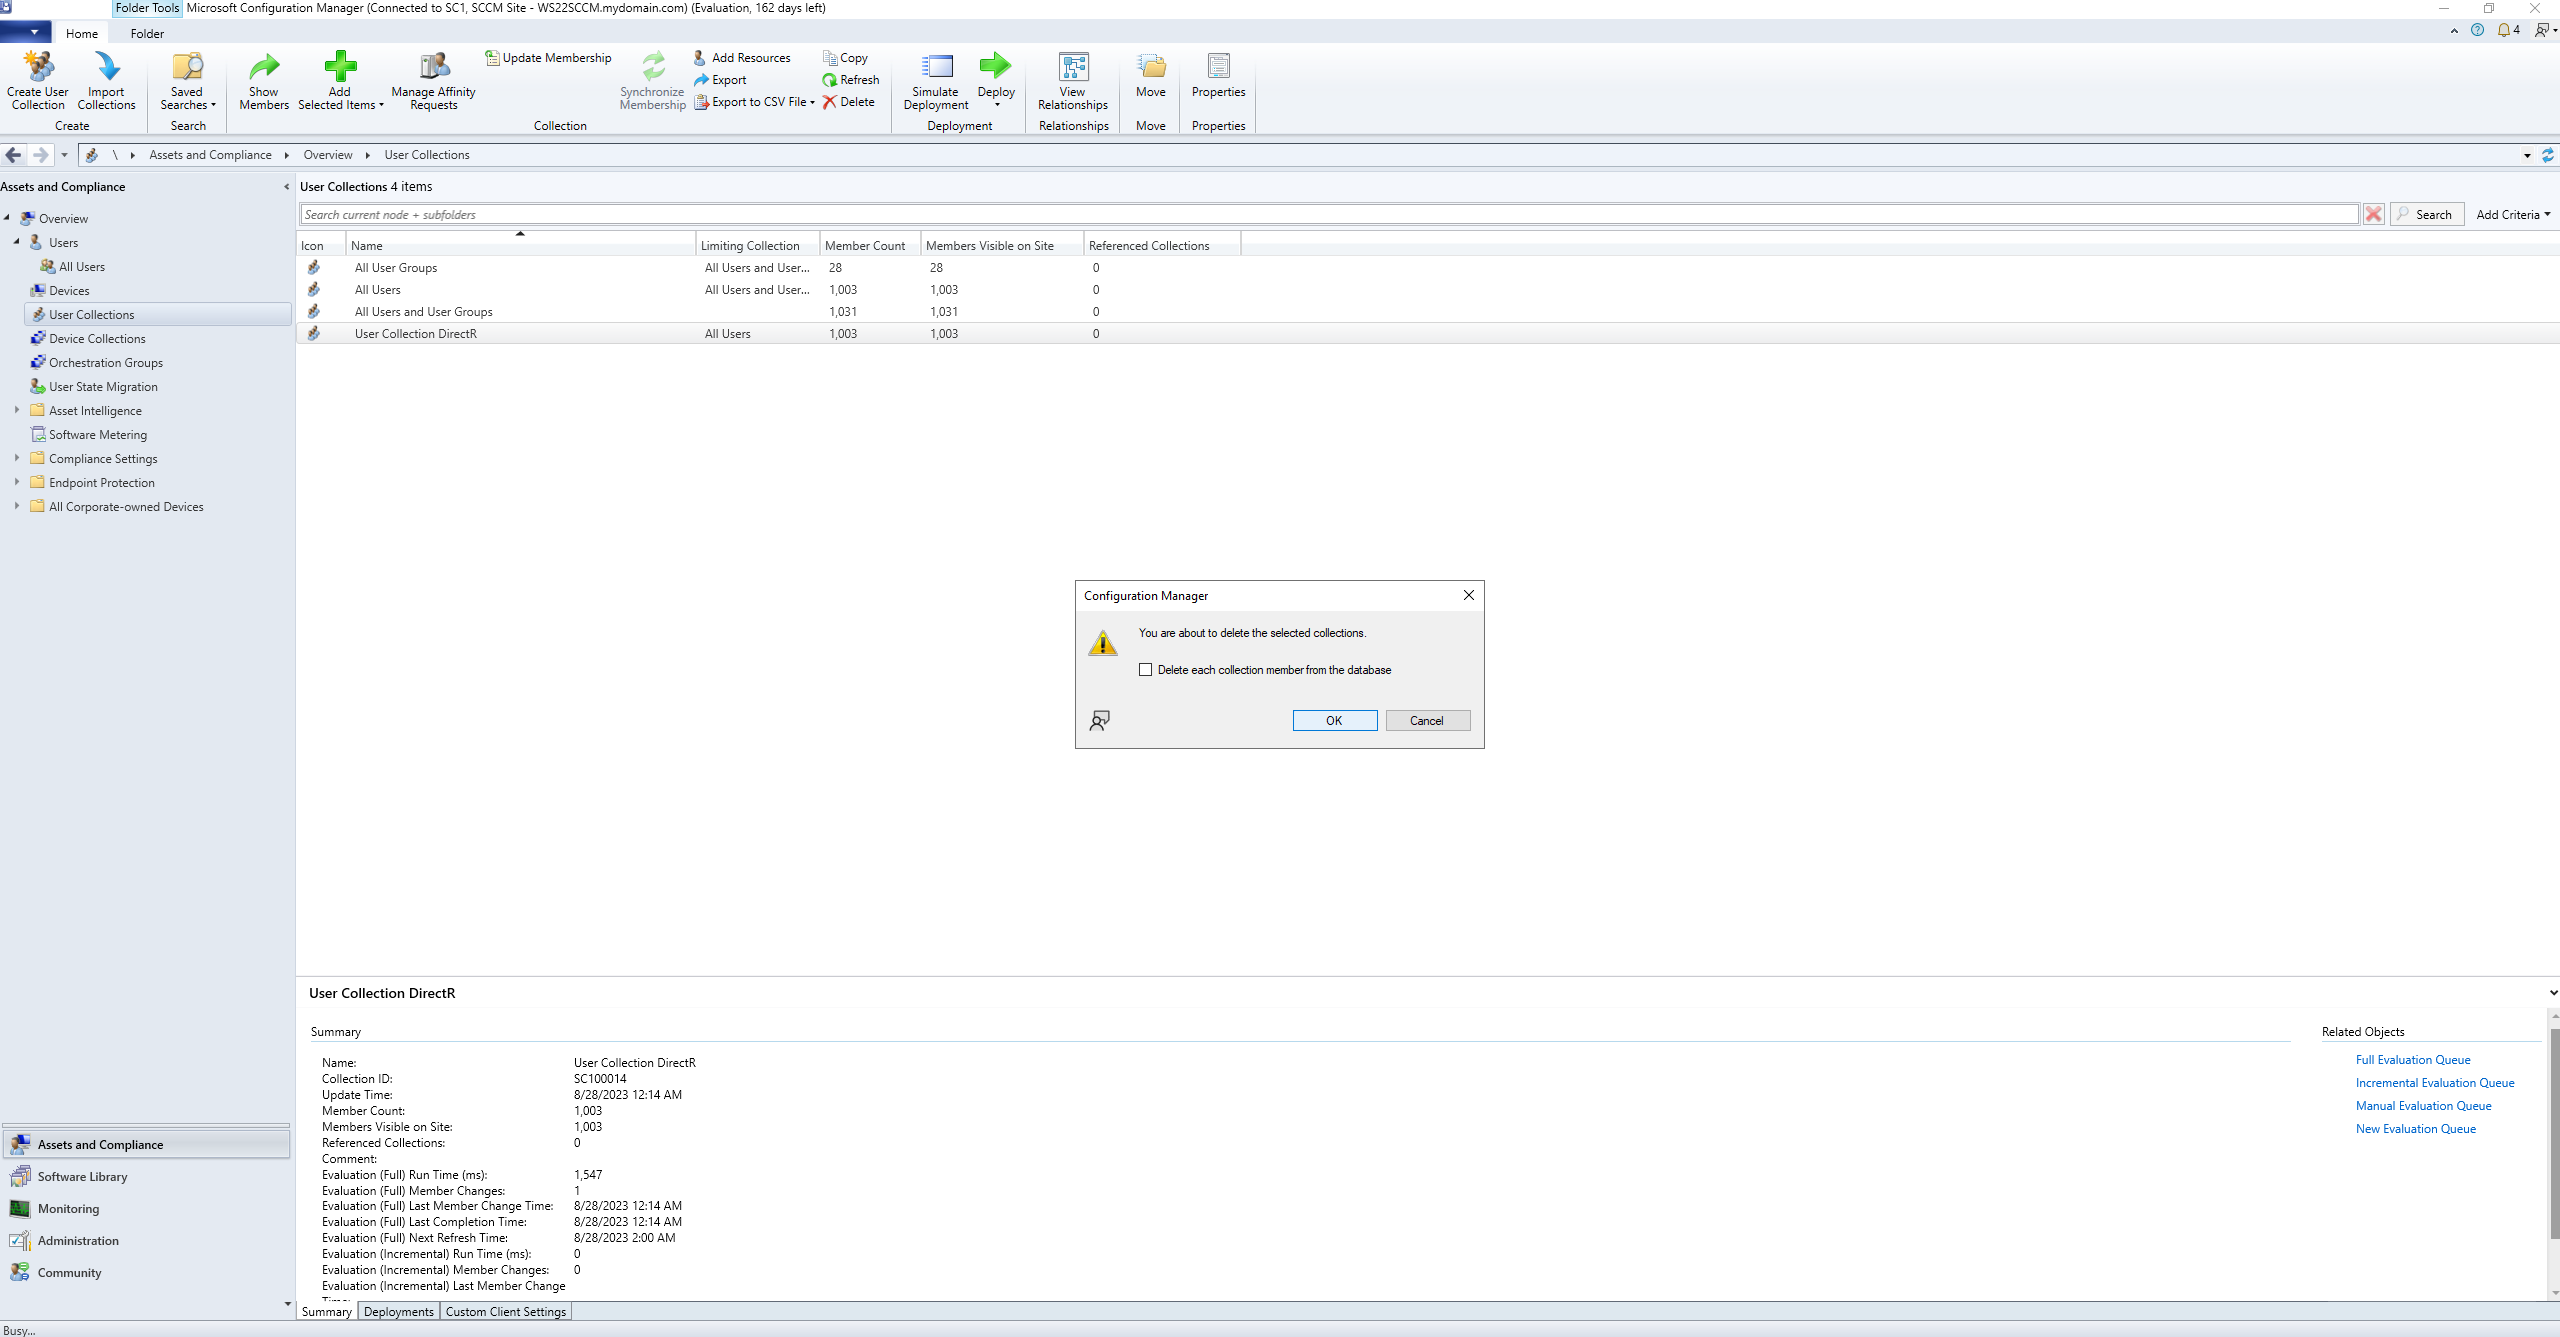 Folder Tools Microsoft Configuration Manager (Connected to SC1, SCCM Site - WS22SCCM.mydomain.com) (Evaluation, 162 days left)
Home Folder 4
Create User Collection
Import Collections
Create
Saved Searches
Search
Show Members
Add Selected Items
Manage Affinity Requests
Update Membership
Synchronize Membership
Add Resources
Export
Export to CSV File
Copy
Refresh
Delete
Collection
Simulate Deployment
Deploy
Deployment
View Relationships
Relationships
Move
Move
Properties
Properties
\ Assets and Compliance Overview User Collections
Assets and Compliance
Overview
Users
All Users
Devices
User Collections
Device Collections
Orchestration Groups
User State Migration
Asset Intelligence
Software Metering
Compliance Settings
Endpoint Protection
All Corporate-owned Devices
Assets and Compliance
Software Library
Monitoring
Administration
Community
User Collections 4 items
Search current node + subfolders
Search Add Criteria
Icon Name Limiting Collection Member Count Members Visible on Site Referenced Collections
All User Groups All Users and User... 28 28 0
All Users All Users and User... 1,003 1,003 0
All Users and User Groups 1,031 1,031 0
User Collection DirectR All Users 1,003 1,003 0
Configuration Manager
You are about to delete the selected collections.
Delete each collection member from the database
OK Cancel
User Collection DirectR
Summary
Name: User Collection DirectR
Collection ID: SC100014
Update Time: 8/28/2023 12:14 AM
Member Count: 1,003
Members Visible on Site: 1,003
Referenced Collections: 0
Comment:
Evaluation (Full) Run Time (ms): 1,547
Evaluation (Full) Member Changes: 1
Evaluation (Full) Last Member Change Time: 8/28/2023 12:14 AM
Evaluation (Full) Last Completion Time: 8/28/2023 12:14 AM
Evaluation (Full) Next Refresh Time: 8/28/2023 2:00 AM
Evaluation (Incremental) Run Time (ms): 0
Evaluation (Incremental) Member Changes: 0
Evaluation (Incremental) Last Member Change
Time:
Related Objects
Full Evaluation Queue
Incremental Evaluation Queue
Manual Evaluation Queue
New Evaluation Queue
Summary Deployments Custom Client Settings
Busy...